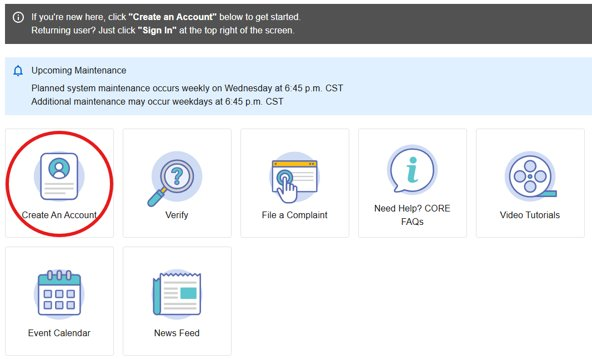 If you're new here, click "Create an Account" below to get started.
Returning user? Just click "Sign In" at the top right of the screen.
Upcoming Maintenance
Planned system maintenance occurs weekly on Wednesday at 6:45 p.m. CST
Additional maintenance may occur weekdays at 6:45 p.m. CST
Create An Account
Verify
File a Complaint
Need Help? CORE
FAQs
Video Tutorials
Event Calendar
News Feed